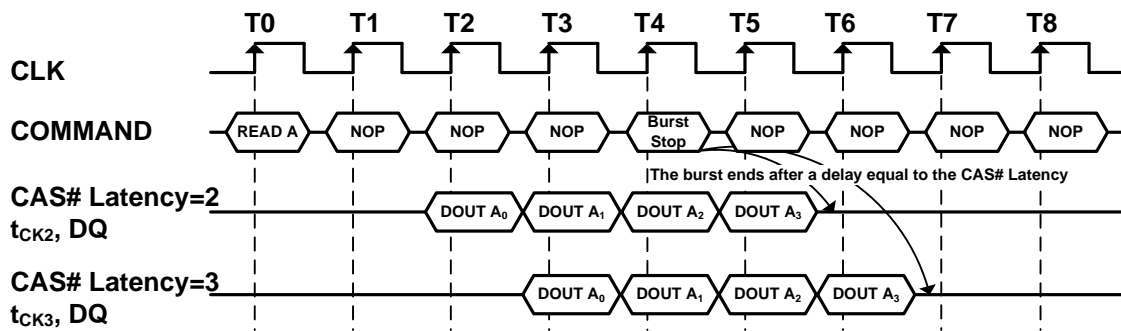 T0 T1 T2 T3 T4 T5 T6 T7 T8
CLK
COMMAND READ A NOP NOP NOP Burst Stop NOP NOP NOP NOP
The burst ends after a delay equal to the CAS# Latency
CAS# Latency=2
tCK2, DQ DOUT A0 DOUT A1 DOUT A2 DOUT A3
CAS# Latency=3
tCK3, DQ DOUT A0 DOUT A1 DOUT A2 DOUT A3